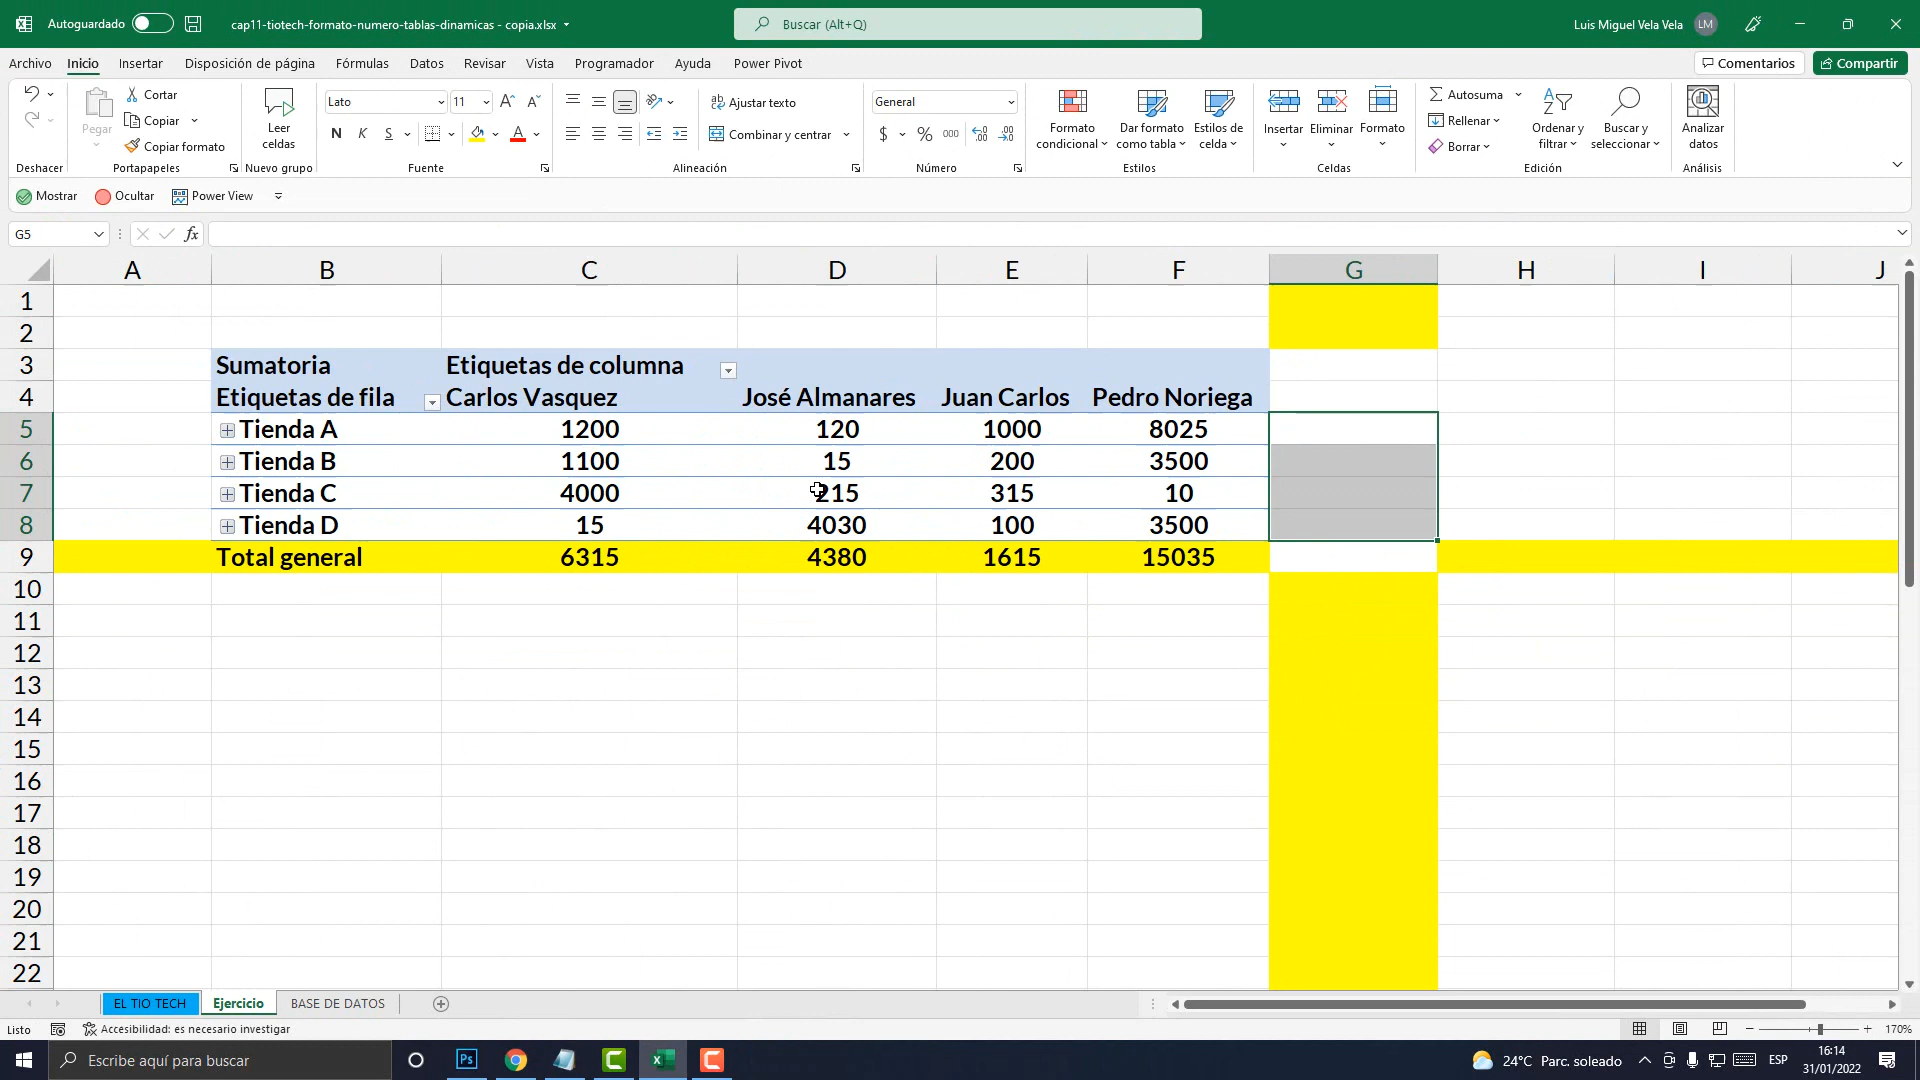 Autoguardado cap11-tiotech-formato-numero-tablas-dinamicas - copia.xlsx Buscar (Alt+Q) Luis Miguel Vela Vela LM
Archivo Inicio Insertar Disposición de página Fórmulas Datos Revisar Vista Programador Ayuda Power Pivot Comentarios Compartir
Pegar
Cortar
Copiar
Copiar formato
Leer celdas
Lato 11
N K S
Ajustar texto
Combinar y centrar
General
$ % 000
Formato condicional
Dar formato como tabla
Estilos de celda
Insertar Eliminar Formato
Autosuma
Rellenar
Borrar
Ordenar y filtrar
Buscar y seleccionar
Analizar datos
Deshacer Portapapeles Nuevo grupo Fuente Alineación Número Estilos Celdas Edición Análisis
Mostrar Ocultar Power View
G5 fx
A B C D E F G H I J
1
2
3 Sumatoria Etiquetas de columna
4 Etiquetas de fila Carlos Vasquez José Almanares Juan Carlos Pedro Noriega
5 Tienda A 1200 120 1000 8025
6 Tienda B 1100 15 200 3500
7 Tienda C 4000 215 315 10
8 Tienda D 15 4030 100 3500
9 Total general 6315 4380 1615 15035
10
11
12
13
14
15
16
17
18
19
20
21
22
EL TIO TECH Ejercicio BASE DE DATOS
Listo Accesibilidad: es necesario investigar 170%
Escribe aquí para buscar Ps 24°C Parc. soleado ESP 16:14
31/01/2022